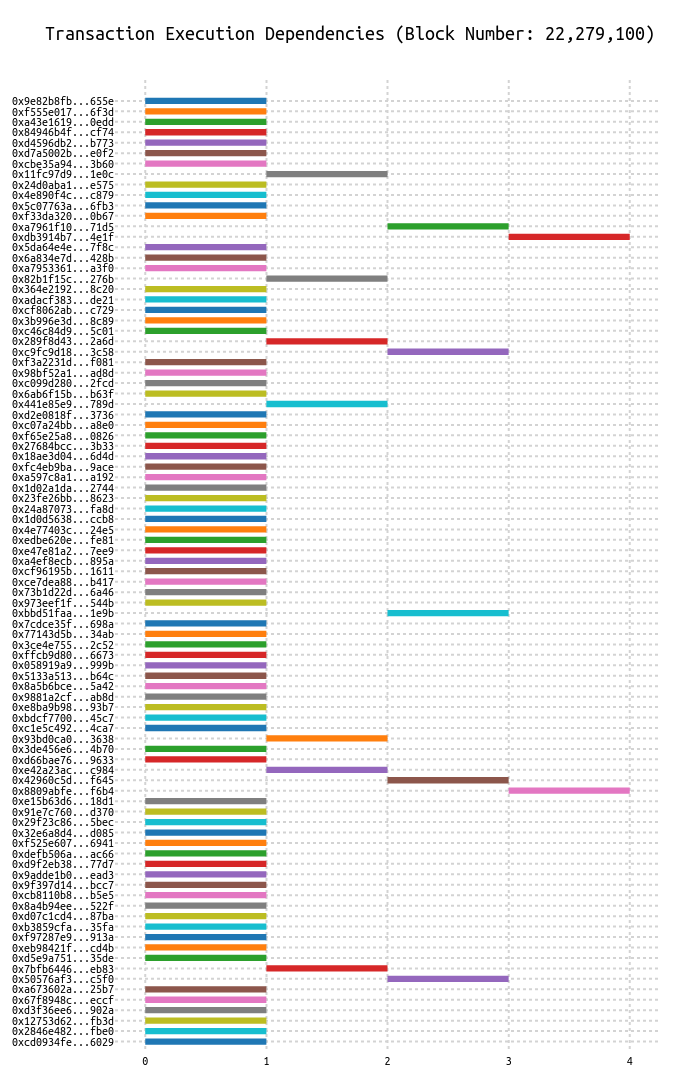 Transaction Execution Dependencies (Block Number: 22,279,100)
0x9e82b8fb...655e
0xf555e017...6f3d
0xa43e1619...0edd
0x84946b4f...cf74
0xd4596db2...b773
0xd7a5002b...e0f2
0xcbe35a94...3b60
0x11fc97d9...1e0c
0x24d0aba1...e575
0x4e890f4c...c879
0x5c07763a...6fb3
0xf33da320...0b67
0xa7961f10...71d5
0xdb3914b7...4e1f
0x5da64e4e...7f8c
0x6a834e7d...428b
0xa7953361...a3f0
0x82b1f15c...276b
0x364e2192...8c20
0xadacf383...de21
0xcf8062ab...c729
0x3b996e3d...8c89
0xc46c84d9...5c01
0x289f8d43...2a6d
0xc9fc9d18...3c58
0xf3a2231d...f081
0x98bf52a1...ad8d
0xc099d280...2fcd
0x6ab6f15b...b63f
0x441e85e9...789d
0xd2e0818f...3736
0xc07a24bb...a8e0
0xf65e25a8...0826
0x27684bcc...3b33
0x18ae3d04...6d4d
0xfc4eb9ba...9ace
0xa597c8a1...a192
0x1d02a1da...2744
0x23fe26bb...8623
0x24a87073...fa8d
0x1d0d5638...ccb8
0x4e77403c...24e5
0xedbe620e...fe81
0xe47e81a2...7ee9
0xa4ef8ecb...895a
0xcf96195b...1611
0xce7dea88...b417
0x73b1d22d...6a46
0x973eef1f...544b
0xbbd51faa...1e9b
0x7cdce35f...698a
0x77143d5b...34ab
0x3ce4e755...2c52
0xffcb9d80...6673
0x058919a9...999b
0x5133a513...b64c
0x8a5b6bce...5a42
0x9881a2cf...ab8d
0xe8ba9b98...93b7
0xbdcf7700...45c7
0xc1e5c492...4ca7
0x93bd0ca0...3638
0x3de456e6...4b70
0xd66bae76...9633
0xe42a23ac...c984
0x42960c5d...f645
0x8809abfe...f6b4
0xe15b63d6...18d1
0x91e7c760...d370
0x29f23c86...5bec
0x32e6a8d4...d085
0xf525e607...6941
0xdefb506a...ac66
0xd9f2eb38...77d7
0x9adde1b0...ead3
0x9f397d14...bcc7
0xcb8110b8...b5e5
0x8a4b94ee...522f
0xd07c1cd4...87ba
0xb3859cfa...35fa
0xf97287e9...913a
0xeb98421f...cd4b
0xd5e9a751...35de
0x7bfb6446...eb83
0x50576af3...c5f0
0xa673602a...25b7
0x67f8948c...eccf
0xd3f36ee6...902a
0x12753d62...fb3d
0x2846e482...fbe0
0xcd0934fe...6029
0 1 2 3 4